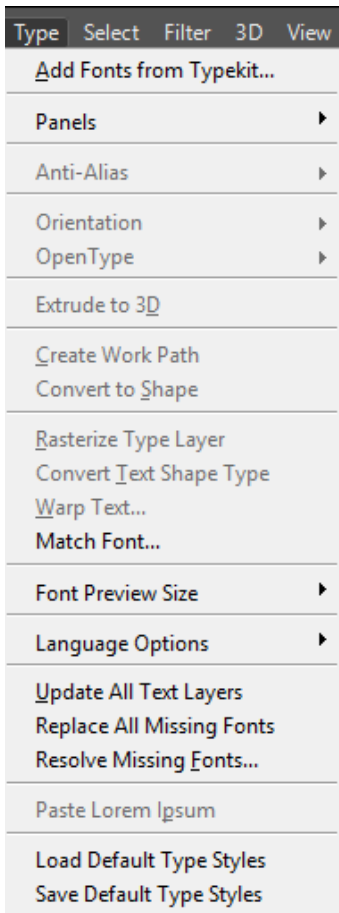 Type Select Filter 3D View
Add Fonts from Typekit...
Panels
Anti-Alias
Orientation
OpenType
Extrude to 3D
Create Work Path
Convert to Shape
Rasterize Type Layer
Convert Text Shape Type
Warp Text...
Match Font...
Font Preview Size
Language Options
Update All Text Layers
Replace All Missing Fonts
Resolve Missing Fonts...
Paste Lorem Ipsum
Load Default Type Styles
Save Default Type Styles